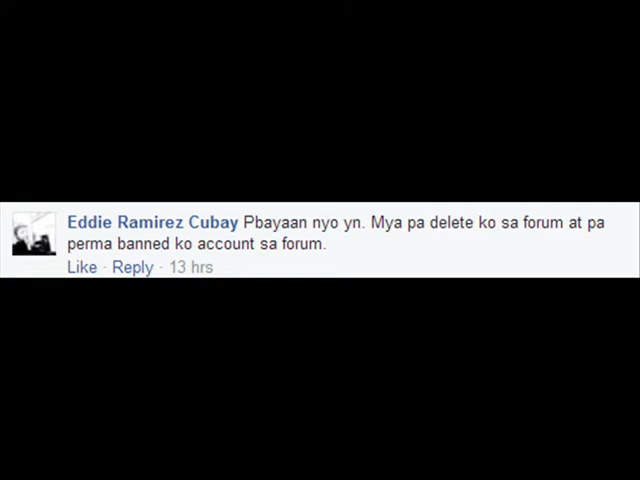 Eddie Ramirez Cubay Pbayaan nyo yn. Mya pa delete ko sa forum at pa
perma banned ko account sa forum.
Like · Reply · 13 hrs